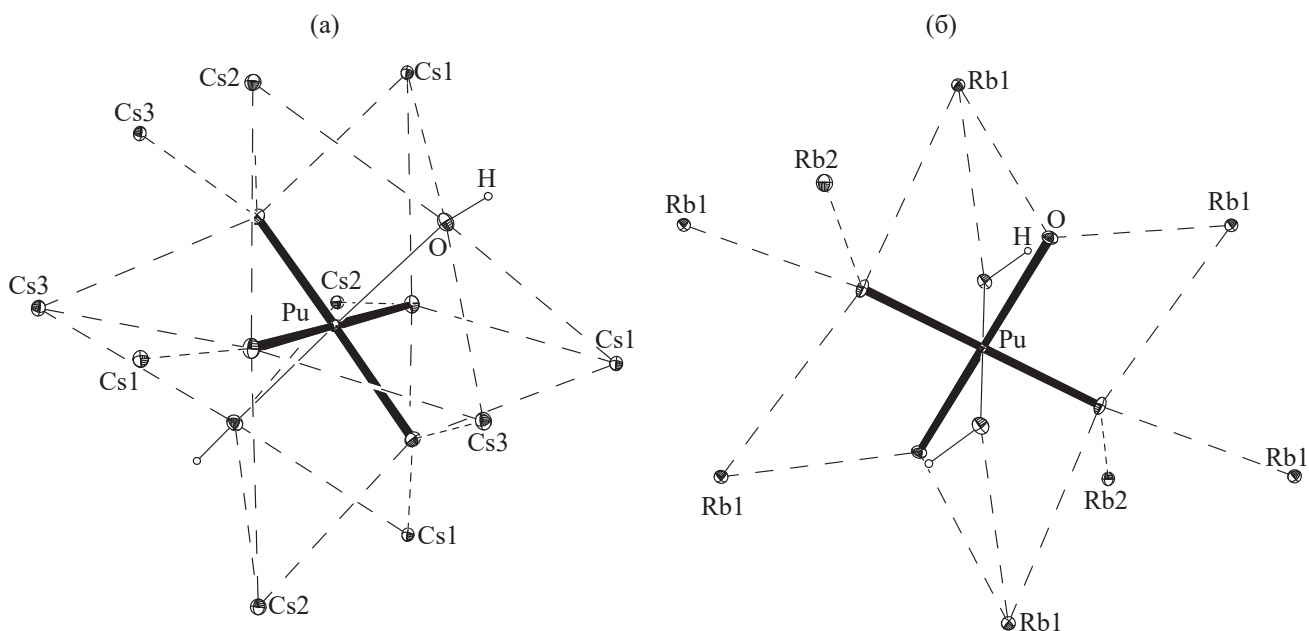 (а)
Cs2
Cs1
Cs3
H
O
Cs2
Pu
Cs3
Cs1
Cs1
Cs3
Cs1
Cs2
(б)
Rb1
Rb2
Rb1
O
Rb1
H
Pu
Rb1
Rb2
Rb1
Rb1